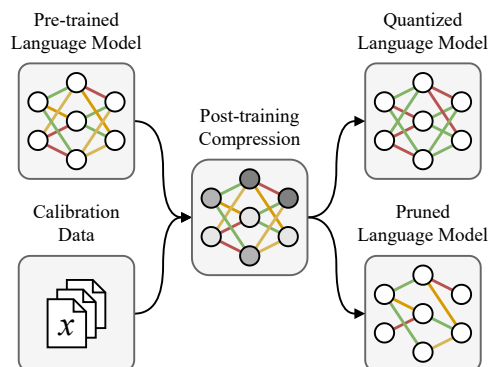 Pre-trained
Language Model
Quantized
Language Model
Post-training
Compression
Calibration
Data
x
Pruned
Language Model